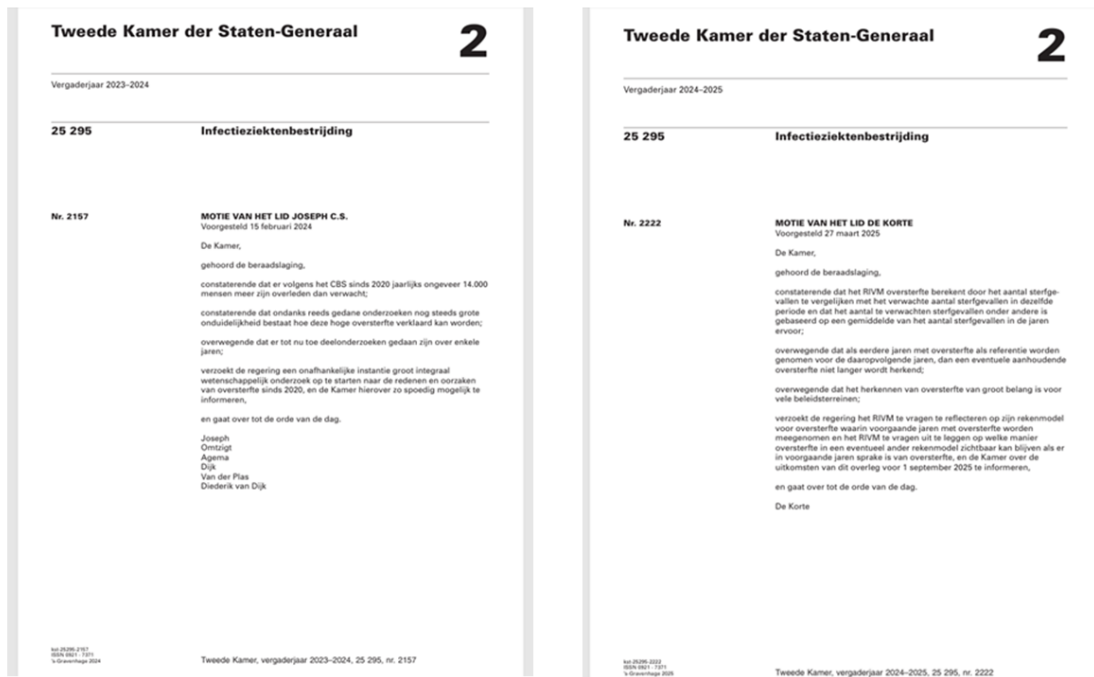 Tweede Kamer der Staten-Generaal
2
Vergaderjaar 2023–2024
25 295
Infectieziektenbestrijding
Nr. 2157
MOTIE VAN HET LID JOSEPH C.S.
Voorgesteld 15 februari 2024
De Kamer,
gehoord de beraadslaging,
constaterende dat er volgens het CBS sinds 2020 jaarlijks ongeveer 14.000
mensen meer zijn overleden dan verwacht;
constaterende dat ondanks reeds gedane onderzoeken nog steeds grote
onduidelijkheid bestaat hoe deze hoge oversterfte verklaard kan worden;
overwegende dat er tot nu toe deelonderzoeken gedaan zijn over enkele
jaren;
verzoekt de regering een onafhankelijke instantie groot integraal
wetenschappelijk onderzoek op te starten naar de redenen en oorzaken
van oversterfte sinds 2020, en de Kamer hierover zo spoedig mogelijk te
informeren,
en gaat over tot de orde van de dag.
Joseph
Omtzigt
Agema
Dijk
Van der Plas
Diederik van Dijk
kst-25295-2157
ISSN 0921 - 7371
's-Gravenhage 2024
Tweede Kamer, vergaderjaar 2023–2024, 25 295, nr. 2157
Tweede Kamer der Staten-Generaal
2
Vergaderjaar 2024–2025
25 295
Infectieziektenbestrijding
Nr. 2222
MOTIE VAN HET LID DE KORTE
Voorgesteld 27 maart 2025
De Kamer,
gehoord de beraadslaging,
constaterende dat het RIVM oversterfte berekent door het aantal sterfge-
vallen te vergelijken met het verwachte aantal sterfgevallen in dezelfde
periode en dat het aantal te verwachten sterfgevallen onder andere is
gebaseerd op een gemiddelde van het aantal sterfgevallen in de jaren
ervoor;
overwegende dat als eerdere jaren met oversterfte als referentie worden
genomen voor de daaropvolgende jaren, dan een eventuele aanhoudende
oversterfte niet langer wordt herkend;
overwegende dat het herkennen van oversterfte van groot belang is voor
vele beleidsterreinen;
verzoekt de regering het RIVM te vragen te reflecteren op zijn rekenmodel
voor oversterfte waarin voorgaande jaren met oversterfte worden
meegenomen en het RIVM te vragen uit te leggen op welke manier
oversterfte in een eventueel ander rekenmodel zichtbaar kan blijven als er
in voorgaande jaren sprake is van oversterfte, en de Kamer over de
uitkomsten van dit overleg voor 1 september 2025 te informeren,
en gaat over tot de orde van de dag.
De Korte
kst-25295-2222
ISSN 0921 - 7371
's-Gravenhage 2025
Tweede Kamer, vergaderjaar 2024–2025, 25 295, nr. 2222